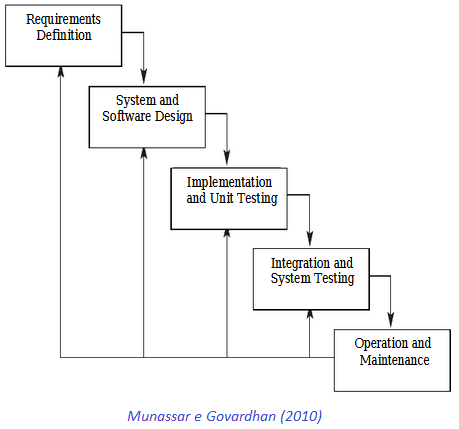 Requirements
Definition
System and
Software Design
Implementation
and Unit Testing
Integration and
System Testing
Operation and
Maintenance
Munassar e Govardhan (2010)